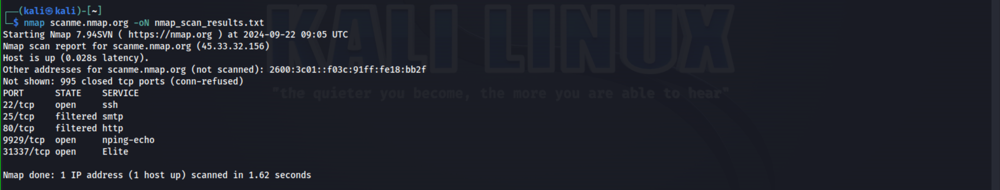 ┌──(kali㉿kali)-[~]
└─$ nmap scanme.nmap.org -oN nmap_scan_results.txt
Starting Nmap 7.94SVN ( https://nmap.org ) at 2024-09-22 09:05 UTC
Nmap scan report for scanme.nmap.org (45.33.32.156)
Host is up (0.028s latency).
Other addresses for scanme.nmap.org (not scanned): 2600:3c01::f03c:91ff:fe18:bb2f
Not shown: 995 closed tcp ports (conn-refused)
PORT      STATE    SERVICE
22/tcp    open     ssh
25/tcp    filtered smtp
80/tcp    filtered http
9929/tcp  open     nping-echo
31337/tcp open     Elite
Nmap done: 1 IP address (1 host up) scanned in 1.62 seconds
KALI LINUX
"the quieter you become, the more you are able to hear"